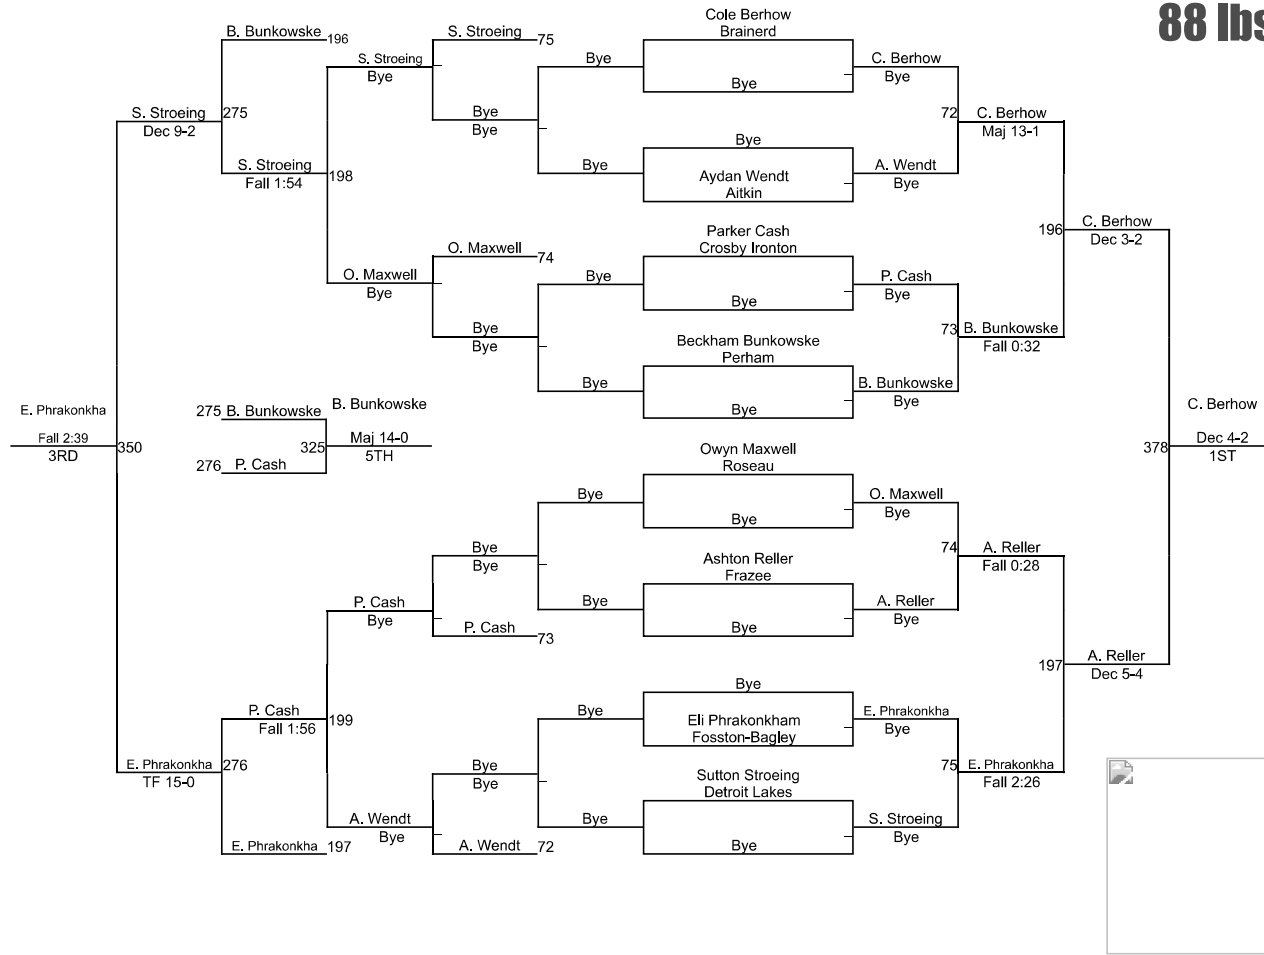 88 lbs
Cole Berhow
Brainerd
B. Bunkowske 196
S. Stroeing 75
S. Stroeing
Bye
Bye
C. Berhow
Bye
Bye
S. Stroeing
Dec 9-2
275
Bye
Bye
72
C. Berhow
Maj 13-1
Bye
S. Stroeing
Fall 1:54
198
Bye
Aydan Wendt
Aitkin
A. Wendt
Bye
Parker Cash
Crosby Ironton
O. Maxwell 74
196
C. Berhow
Dec 3-2
O. Maxwell
Bye
Bye
P. Cash
Bye
Bye
Bye
Bye
73
B. Bunkowske
Fall 0:32
Beckham Bunkowske
Perham
Bye
B. Bunkowske
Bye
Bye
E. Phrakonkha
Fall 2:39
3RD
350
275 B. Bunkowske
276 P. Cash
325
B. Bunkowske
Maj 14-0
5TH
C. Berhow
378
Dec 4-2
1ST
Owyn Maxwell
Roseau
Bye
O. Maxwell
Bye
Bye
Bye
Bye
74
A. Reller
Fall 0:28
Ashton Reller
Frazee
P. Cash
Bye
Bye
A. Reller
Bye
Bye
P. Cash 73
197
A. Reller
Dec 5-4
Bye
P. Cash
Fall 1:56
199
Bye
Eli Phrakonkham
Fosston-Bagley
E. Phrakonkha
Bye
E. Phrakonkha
TF 15-0
276
Bye
Bye
75
E. Phrakonkha
Fall 2:26
Sutton Stroeing
Detroit Lakes
A. Wendt
Bye
Bye
S. Stroeing
Bye
Bye
E. Phrakonkha 197
A. Wendt 72